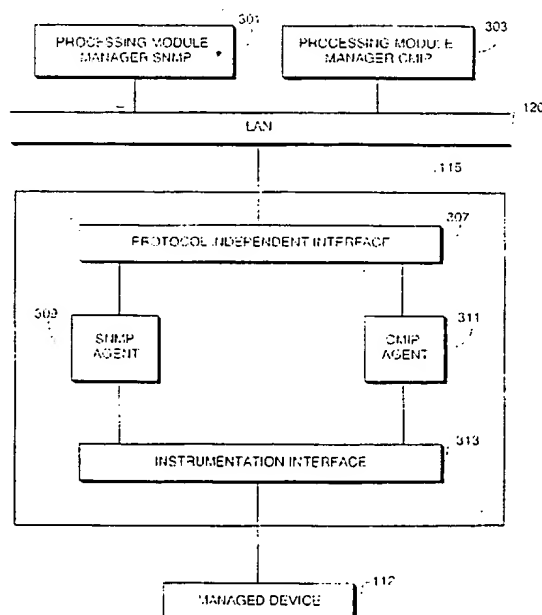 PROCESSING MODULE
MANAGER SNMP
301
PROCESSING MODULE
MANAGER CMIP
303
120
LAN
115
307
PROTOCOL INDEPENDENT INTERFACE
309
SNMP
AGENT
311
CMIP
AGENT
313
INSTRUMENTATION INTERFACE
112
MANAGED DEVICE